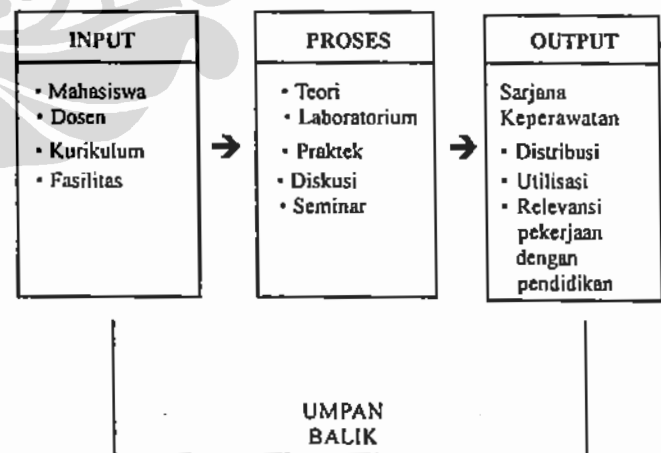 INPUT
• Mahasiswa
• Dosen
• Kurikulum
• Fasilitas
PROSES
• Teori
• Laboratorium
• Praktek
• Diskusi
• Seminar
OUTPUT
Sarjana
Keperawatan
• Distribusi
• Utilisasi
• Relevansi
pekerjaan
dengan
pendidikan
UMPAN
BALIK